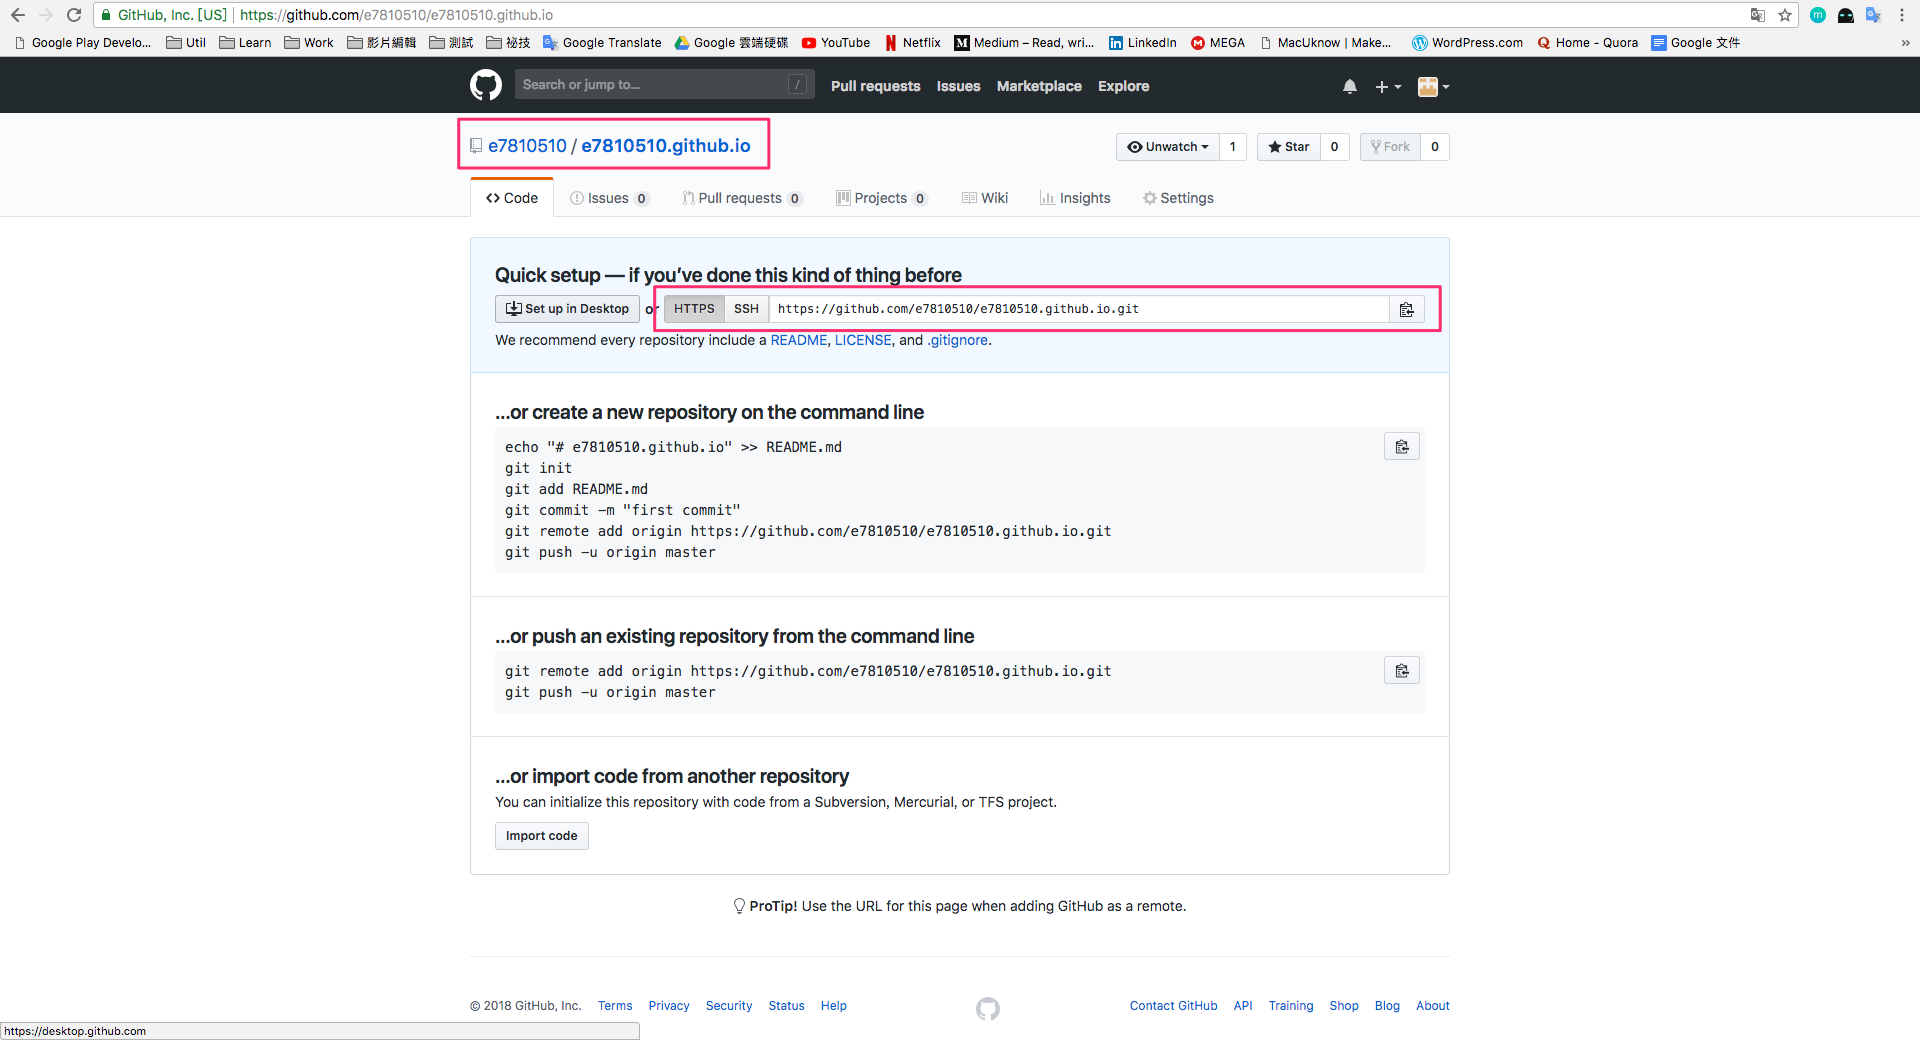 GitHub, Inc. [US] | https://github.com/e7810510/e7810510.github.io
Google Play Develo... Util Learn Work 影片編輯 測試 祕技 Google Translate Google 雲端硬碟 YouTube Netflix Medium – Read, wri... LinkedIn MEGA MacUknow | Make... WordPress.com Home - Quora Google 文件 »
Search or jump to... / Pull requests Issues Marketplace Explore
e7810510 / e7810510.github.io
Unwatch 1 Star 0 Fork 0
Code Issues 0 Pull requests 0 Projects 0 Wiki Insights Settings
Quick setup — if you’ve done this kind of thing before
Set up in Desktop or HTTPS SSH https://github.com/e7810510/e7810510.github.io.git
We recommend every repository include a README, LICENSE, and .gitignore.
…or create a new repository on the command line
echo "# e7810510.github.io" >> README.md
git init
git add README.md
git commit -m "first commit"
git remote add origin https://github.com/e7810510/e7810510.github.io.git
git push -u origin master
…or push an existing repository from the command line
git remote add origin https://github.com/e7810510/e7810510.github.io.git
git push -u origin master
…or import code from another repository
You can initialize this repository with code from a Subversion, Mercurial, or TFS project.
Import code
ProTip! Use the URL for this page when adding GitHub as a remote.
© 2018 GitHub, Inc. Terms Privacy Security Status Help Contact GitHub API Training Shop Blog About
https://desktop.github.com